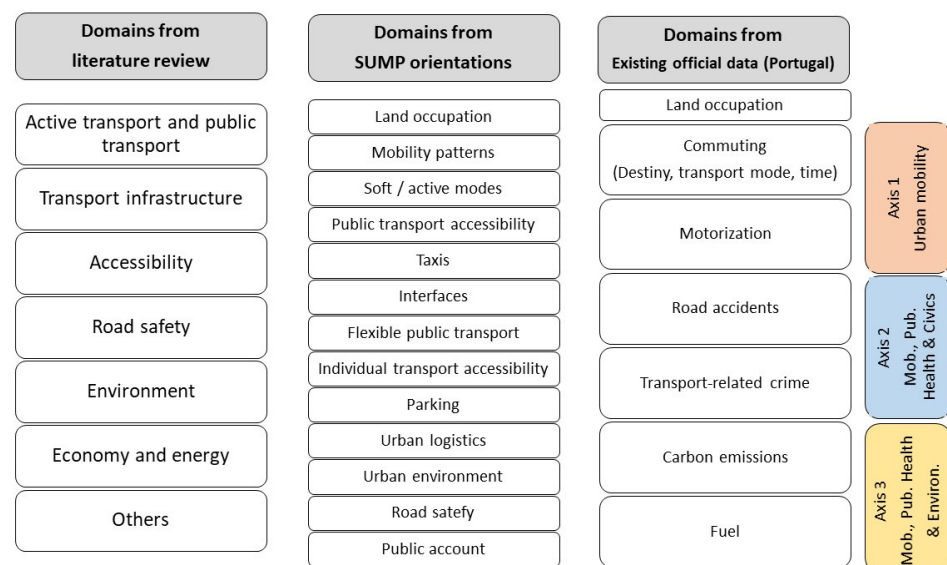 Domains from
literature review
Active transport and public
transport
Transport infrastructure
Accessibility
Road safety
Environment
Economy and energy
Others
Domains from
SUMP orientations
Land occupation
Mobility patterns
Soft / active modes
Public transport accessibility
Taxis
Interfaces
Flexible public transport
Individual transport accessibility
Parking
Urban logistics
Urban environment
Road satefy
Public account
Domains from
Existing official data (Portugal)
Land occupation
Commuting
(Destiny, transport mode, time)
Motorization
Road accidents
Transport-related crime
Carbon emissions
Fuel
Axis 1
Urban mobility
Axis 2
Mob., Pub.
Health & Civics
Axis 3
Mob., Pub. Health
& Environ.